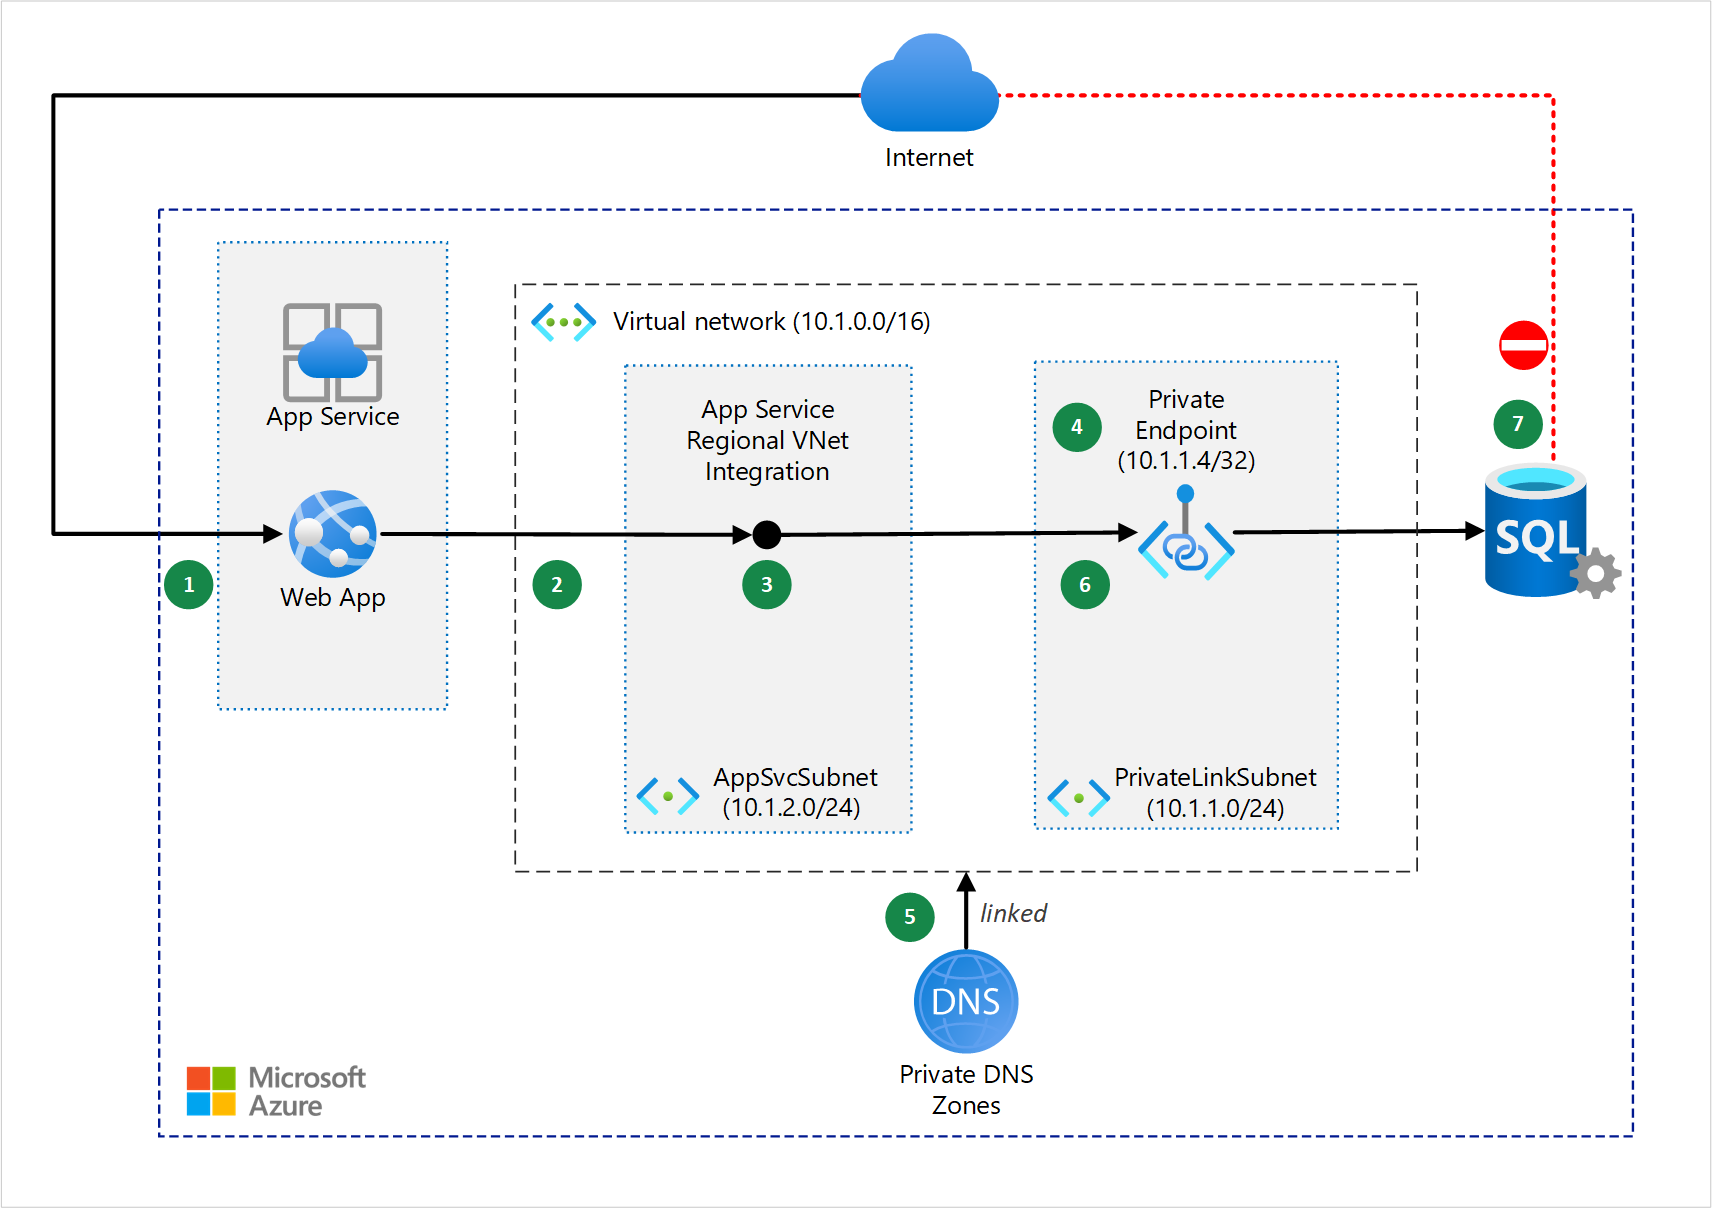 Internet
App Service
Web App
1
Virtual network (10.1.0.0/16)
2
App Service
Regional VNet
Integration
3
AppSvcSubnet
(10.1.2.0/24)
4
Private
Endpoint
(10.1.1.4/32)
6
PrivateLinkSubnet
(10.1.1.0/24)
7
SQL
5
linked
DNS
Private DNS
Zones
Microsoft
Azure